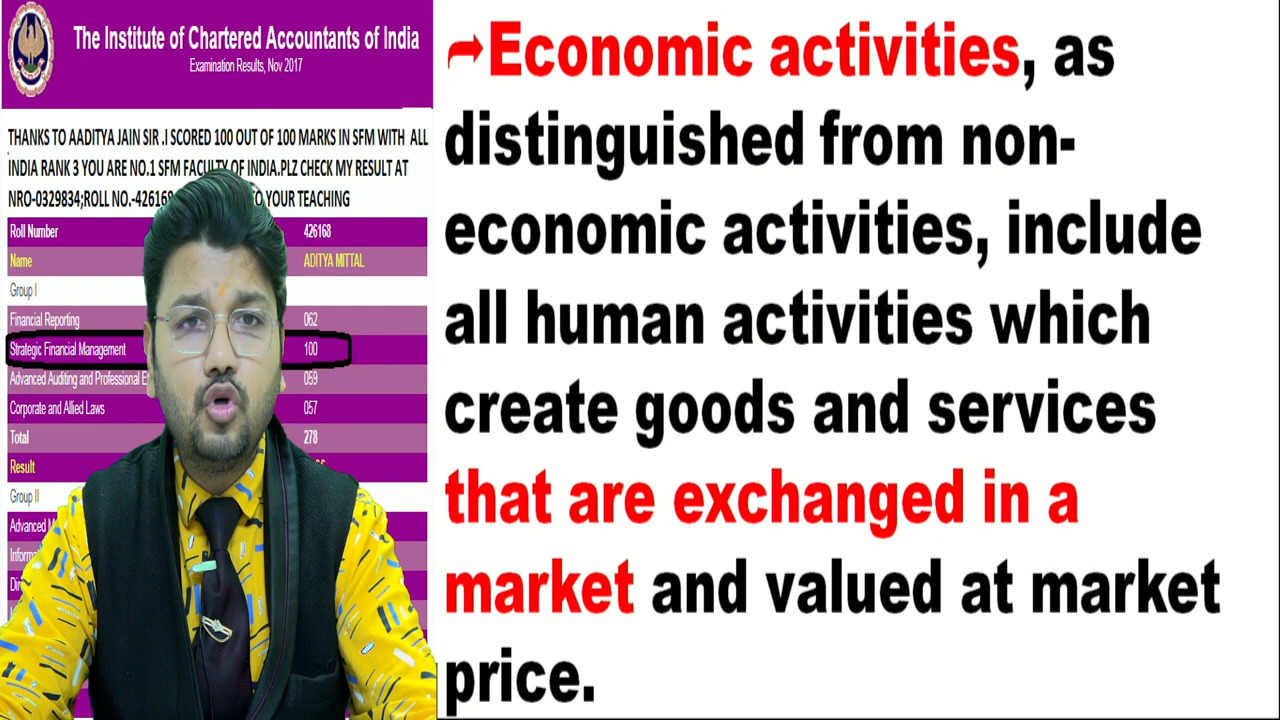 The Institute of Chartered Accountants of India
Examination Results, Nov 2017
THANKS TO AADITYA JAIN SIR .I SCORED 100 OUT OF 100 MARKS IN SFM WITH ALL
INDIA RANK 3 YOU ARE NO.1 SFM FACULTY OF INDIA.PLZ CHECK MY RESULT AT
NRO-0329834;ROLL NO.-426168 TO YOUR TEACHING
Roll Number 426168
Name ADITYA MITTAL
Group I
Financial Reporting 062
Strategic Financial Management 100
Advanced Auditing and Professional 059
Corporate and Allied Laws 057
Total 278
Result
Group II
Advanced
➦Economic activities, as
distinguished from non-
economic activities, include
all human activities which
create goods and services
that are exchanged in a
market and valued at market
price.